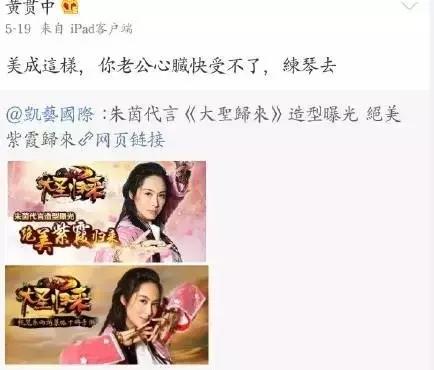 黃貫中
5-19 来自 iPad客户端
美成這樣，你老公心臟快受不了，練琴去
@凱藝國際：朱茵代言《大聖歸來》造型曝光 絕美
紫霞歸來🔗网页链接
大圣归来
朱茵代言造型曝光
绝美紫霞归来
大圣归来